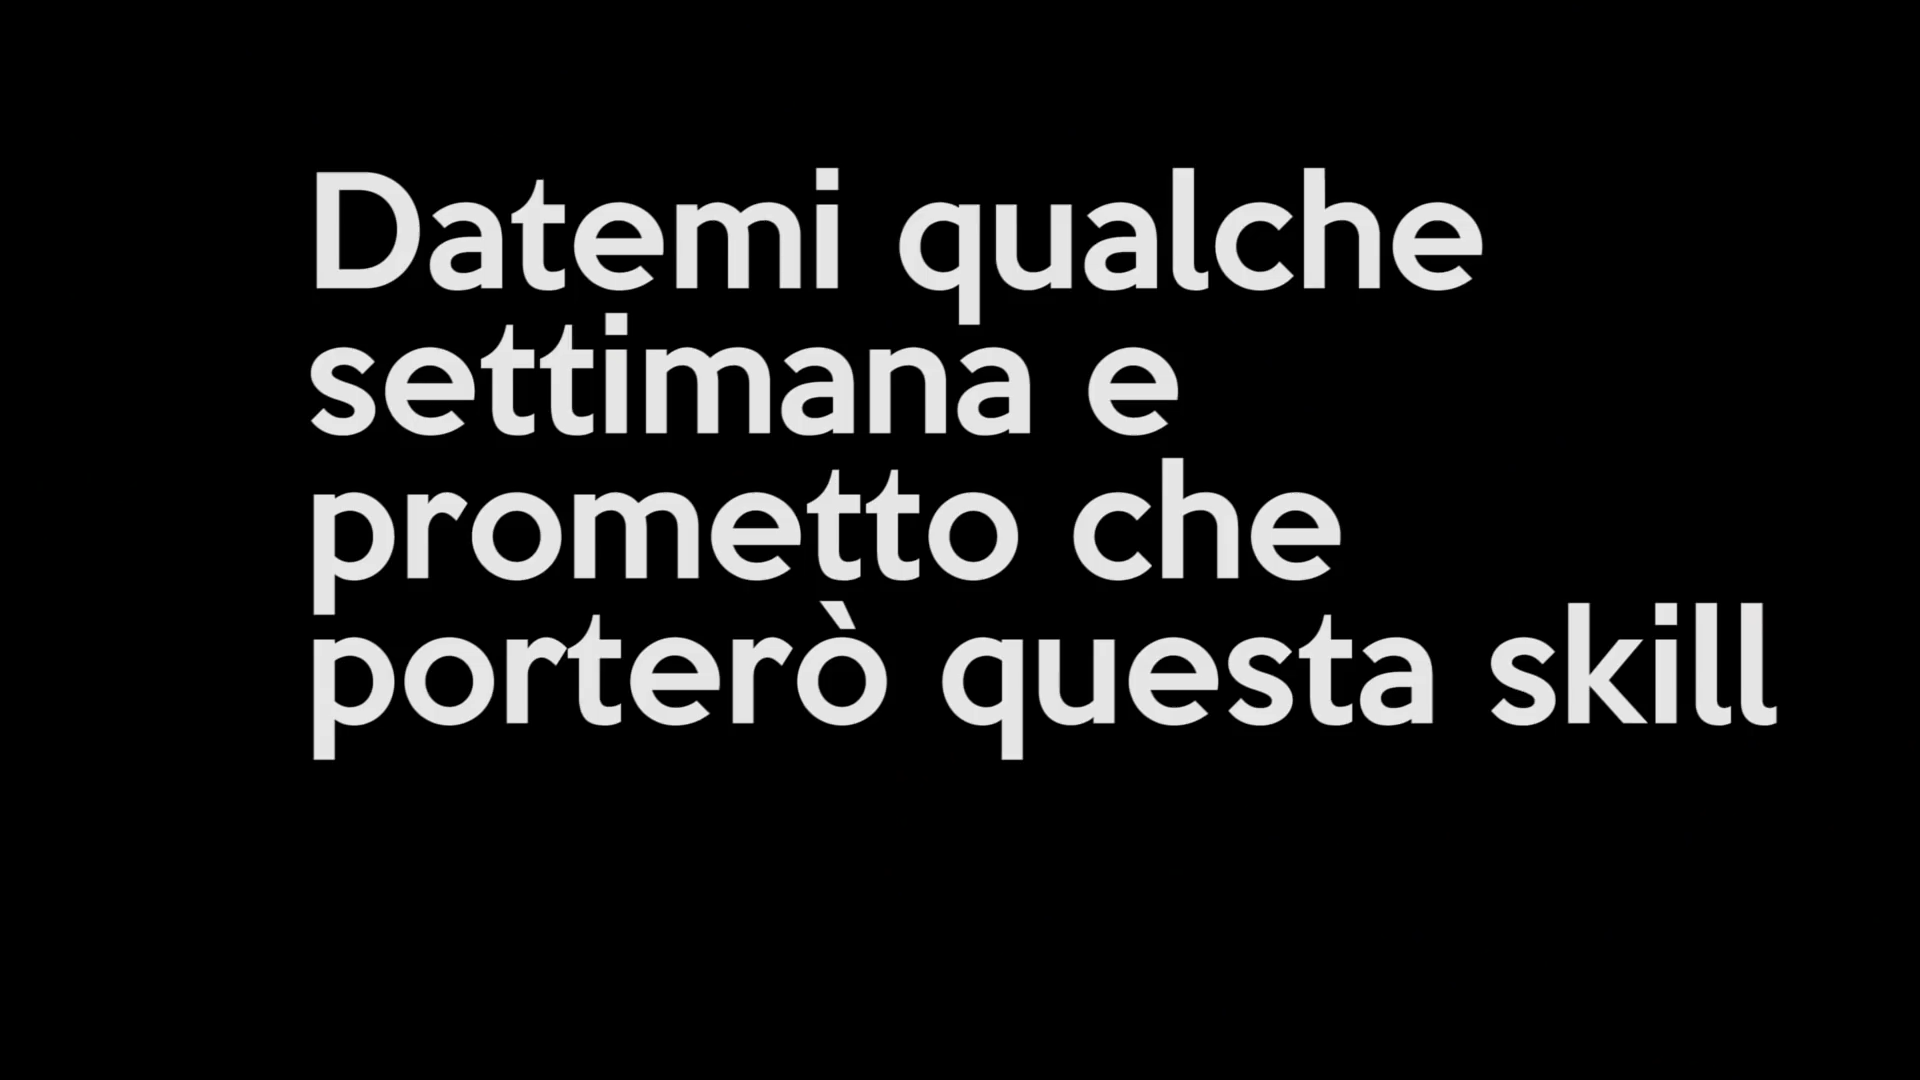 Datemi qualche
settimana e
prometto che
porterò questa skill